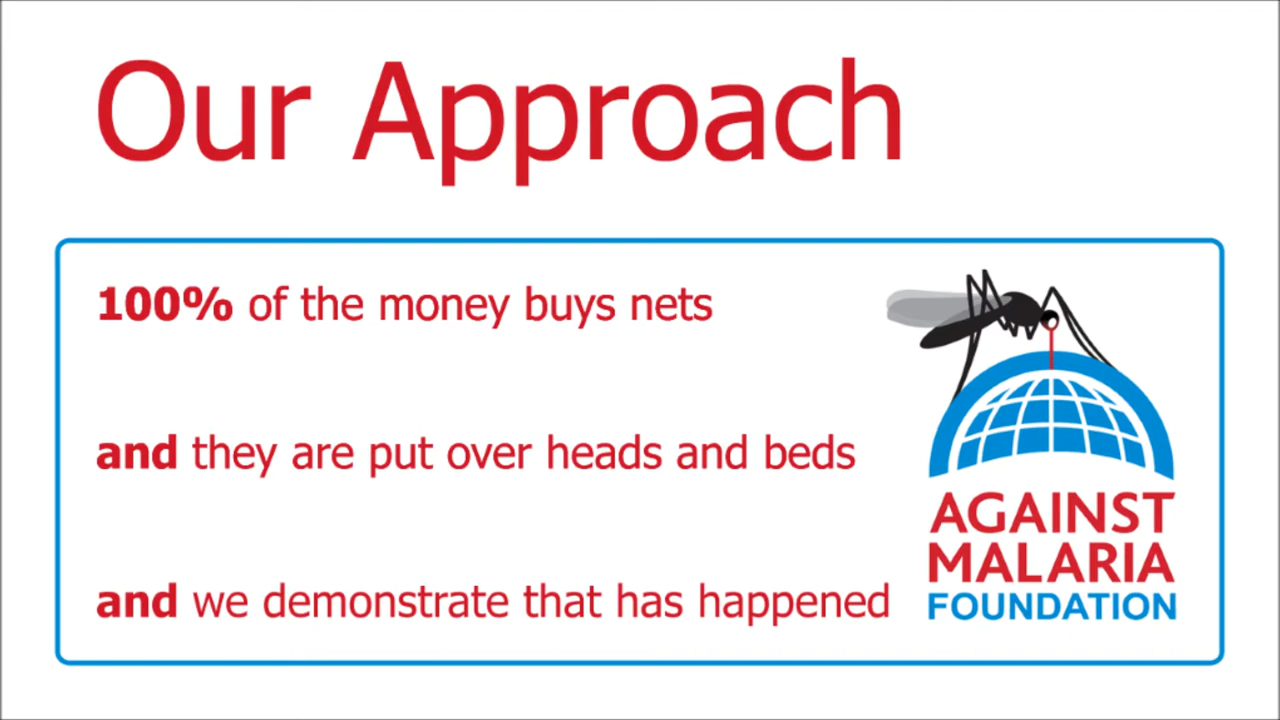 Our Approach
100% of the money buys nets
and they are put over heads and beds
and we demonstrate that has happened
AGAINST
MALARIA
FOUNDATION